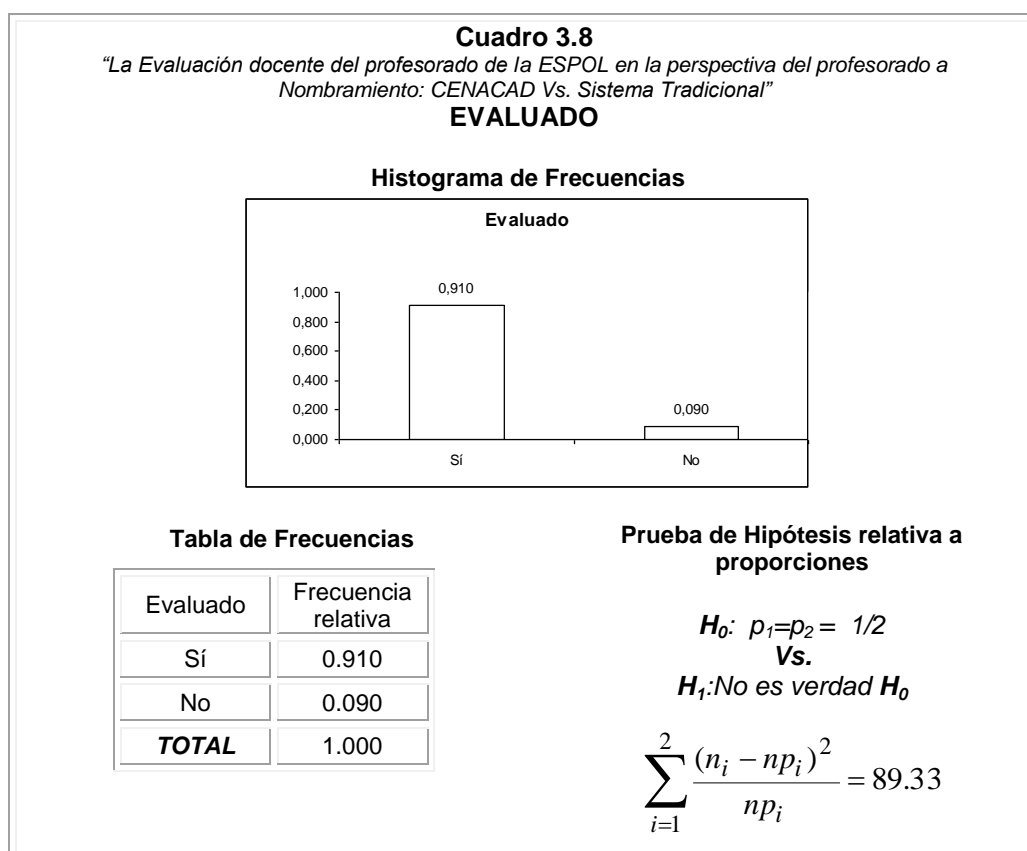 Cuadro 3.8
“La Evaluación docente del profesorado de la ESPOL en la perspectiva del profesorado a
Nombramiento: CENACAD Vs. Sistema Tradicional”
EVALUADO
Histograma de Frecuencias
Evaluado
1,000
0,800
0,600
0,400
0,200
0,000
0,910
0,090
Sí
No
Tabla de Frecuencias
Evaluado
Frecuencia
relativa
Sí
0.910
No
0.090
TOTAL
1.000
Prueba de Hipótesis relativa a
proporciones
H₀: p₁=p₂ = 1/2
Vs.
H₁:No es verdad H₀
∑_{i=1}^{2} (n_i − np_i)² / np_i = 89.33